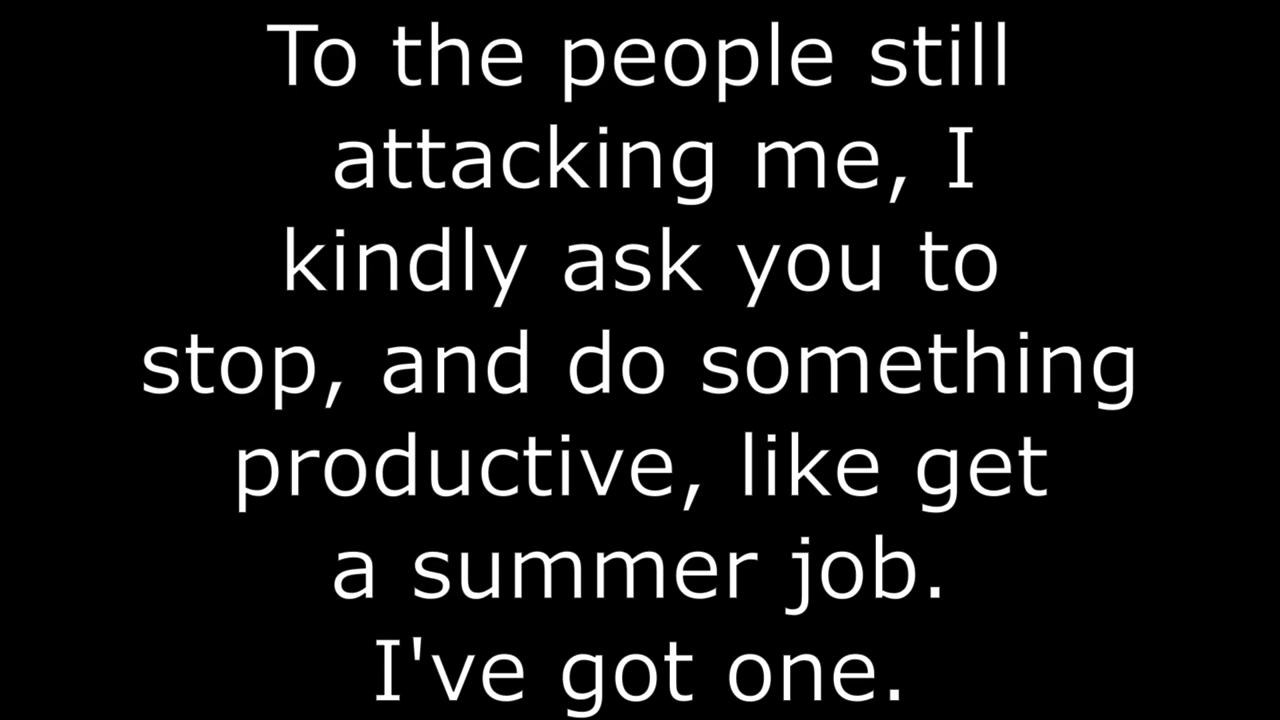 To the people still
attacking me, I
kindly ask you to
stop, and do something
productive, like get
a summer job.
I've got one.